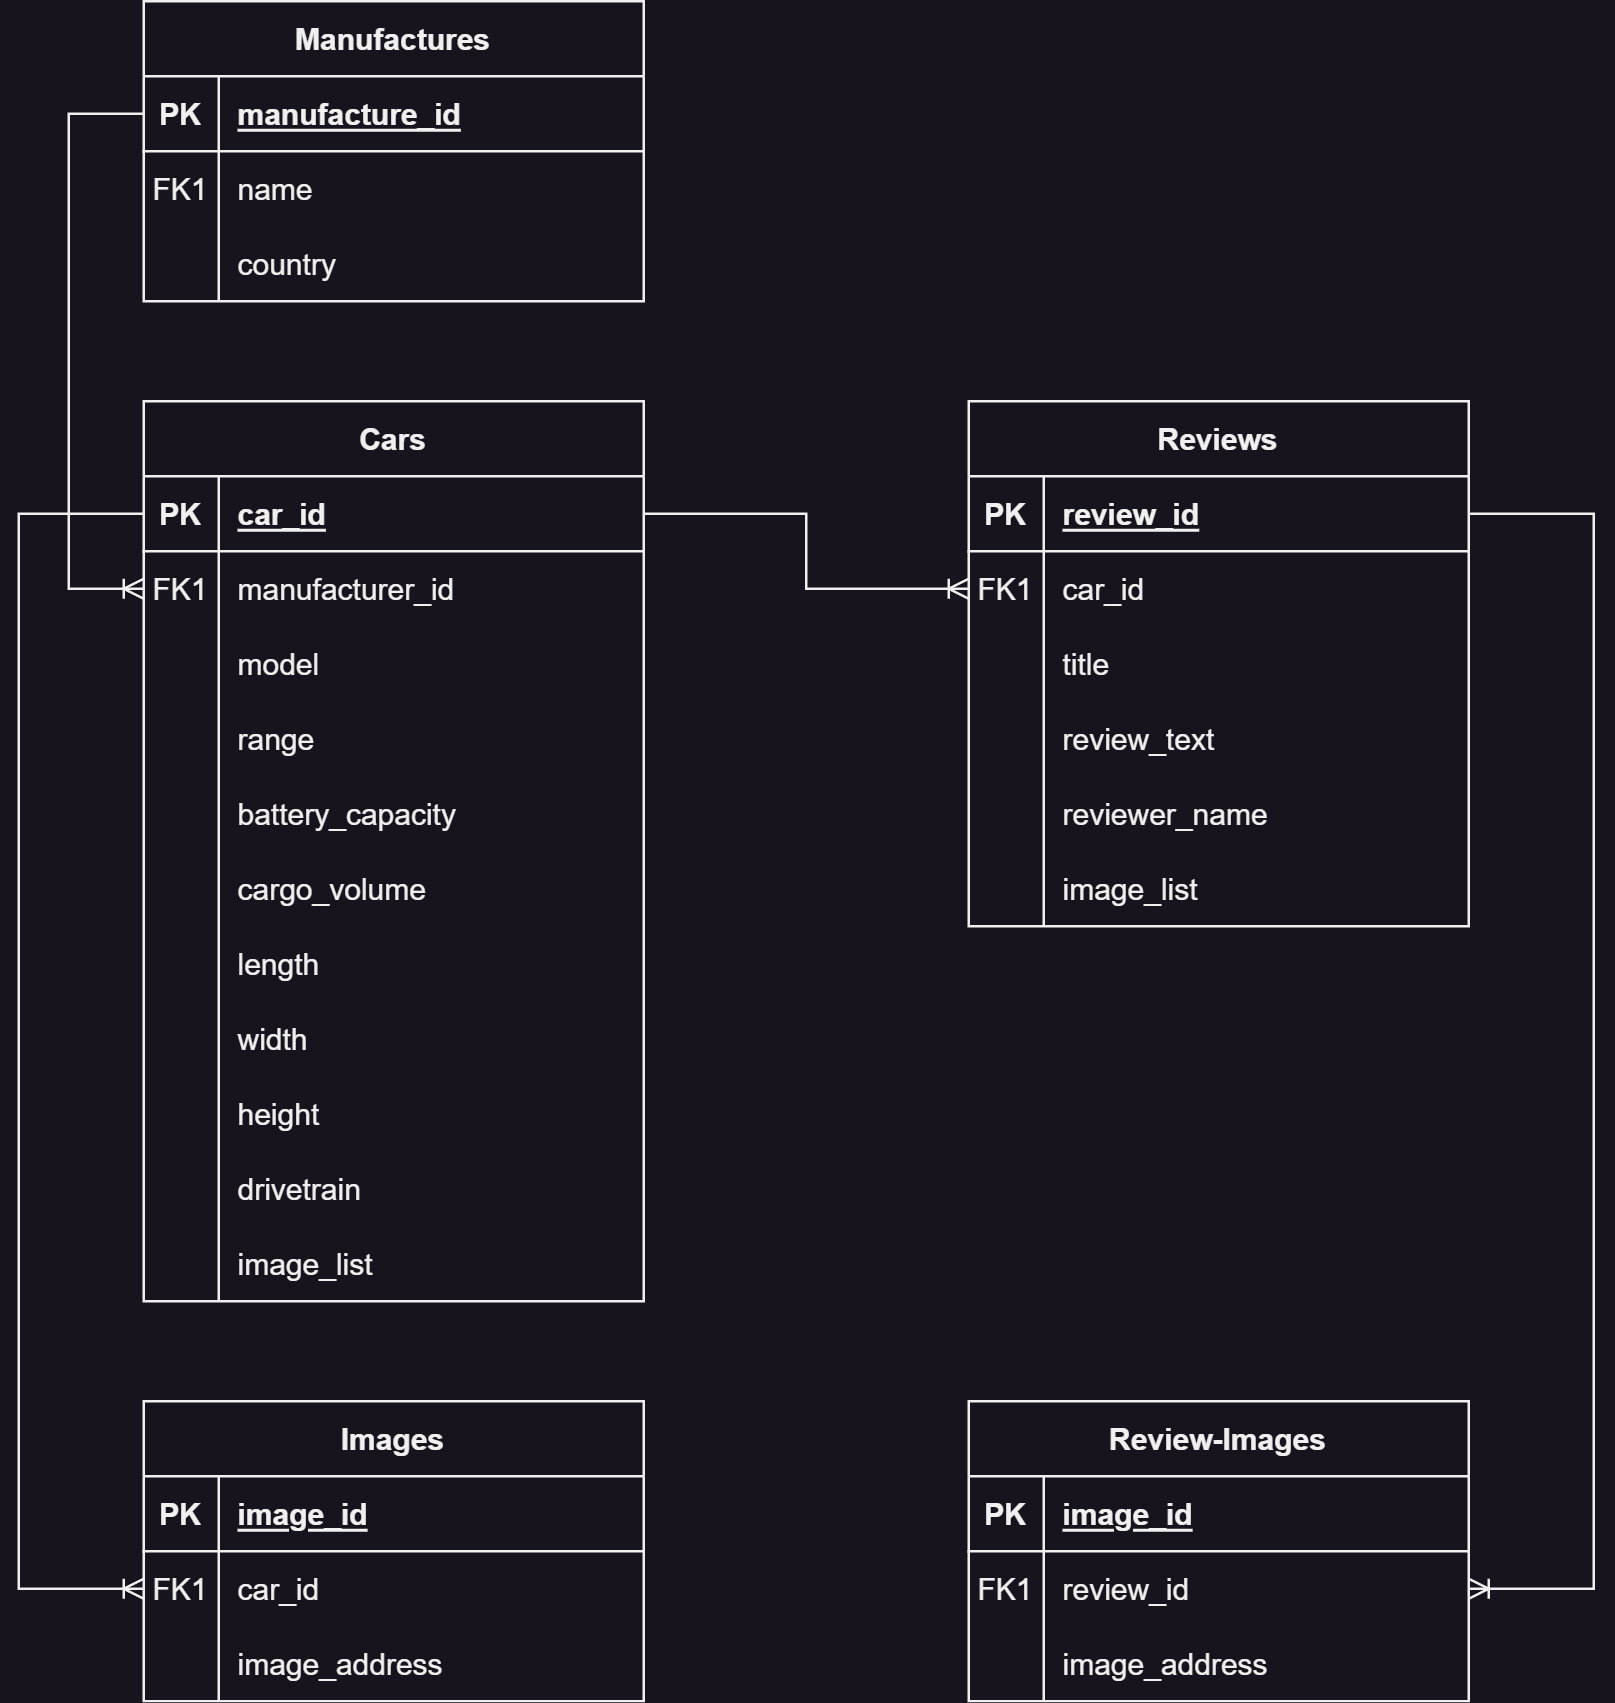 Manufactures
PK manufacture_id
FK1 name
country
Cars
PK car_id
FK1 manufacturer_id
model
range
battery_capacity
cargo_volume
length
width
height
drivetrain
image_list
Reviews
PK review_id
FK1 car_id
title
review_text
reviewer_name
image_list
Images
PK image_id
FK1 car_id
image_address
Review-Images
PK image_id
FK1 review_id
image_address